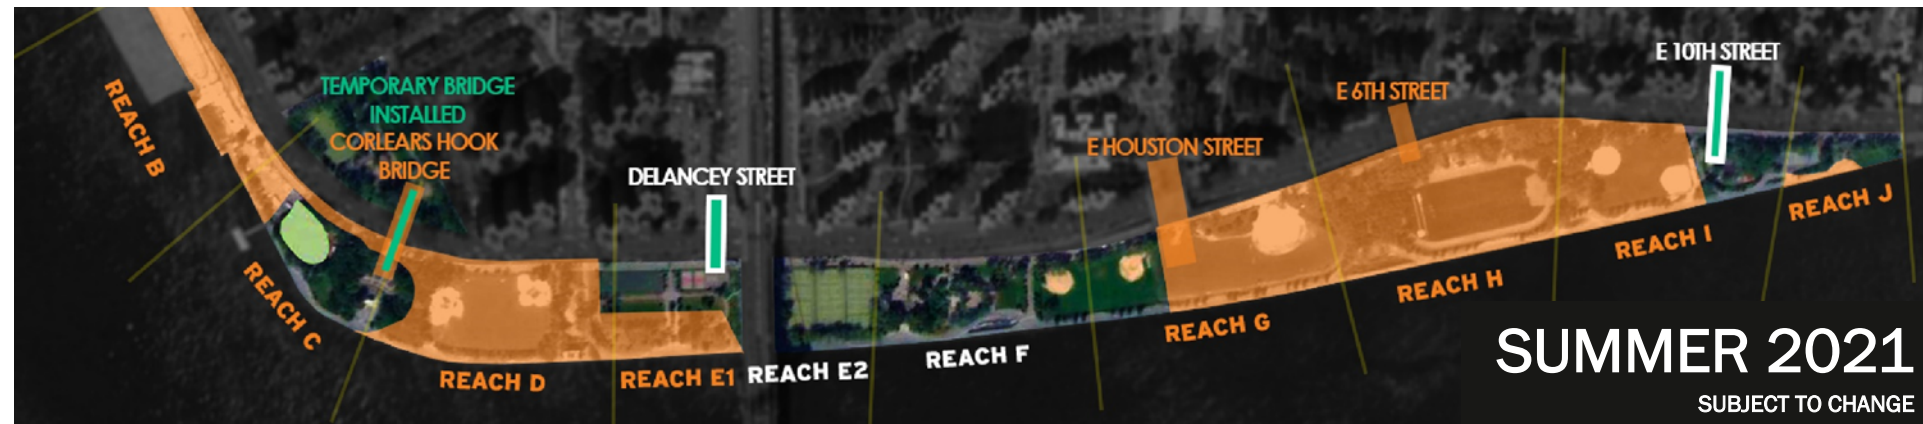 REACH B
TEMPORARY BRIDGE
INSTALLED
CORLEARS HOOK
BRIDGE
DELANCEY STREET
E HOUSTON STREET
E 6TH STREET
E 10TH STREET
REACH C
REACH D
REACH E1
REACH E2
REACH F
REACH G
REACH H
REACH I
REACH J
SUMMER 2021
SUBJECT TO CHANGE